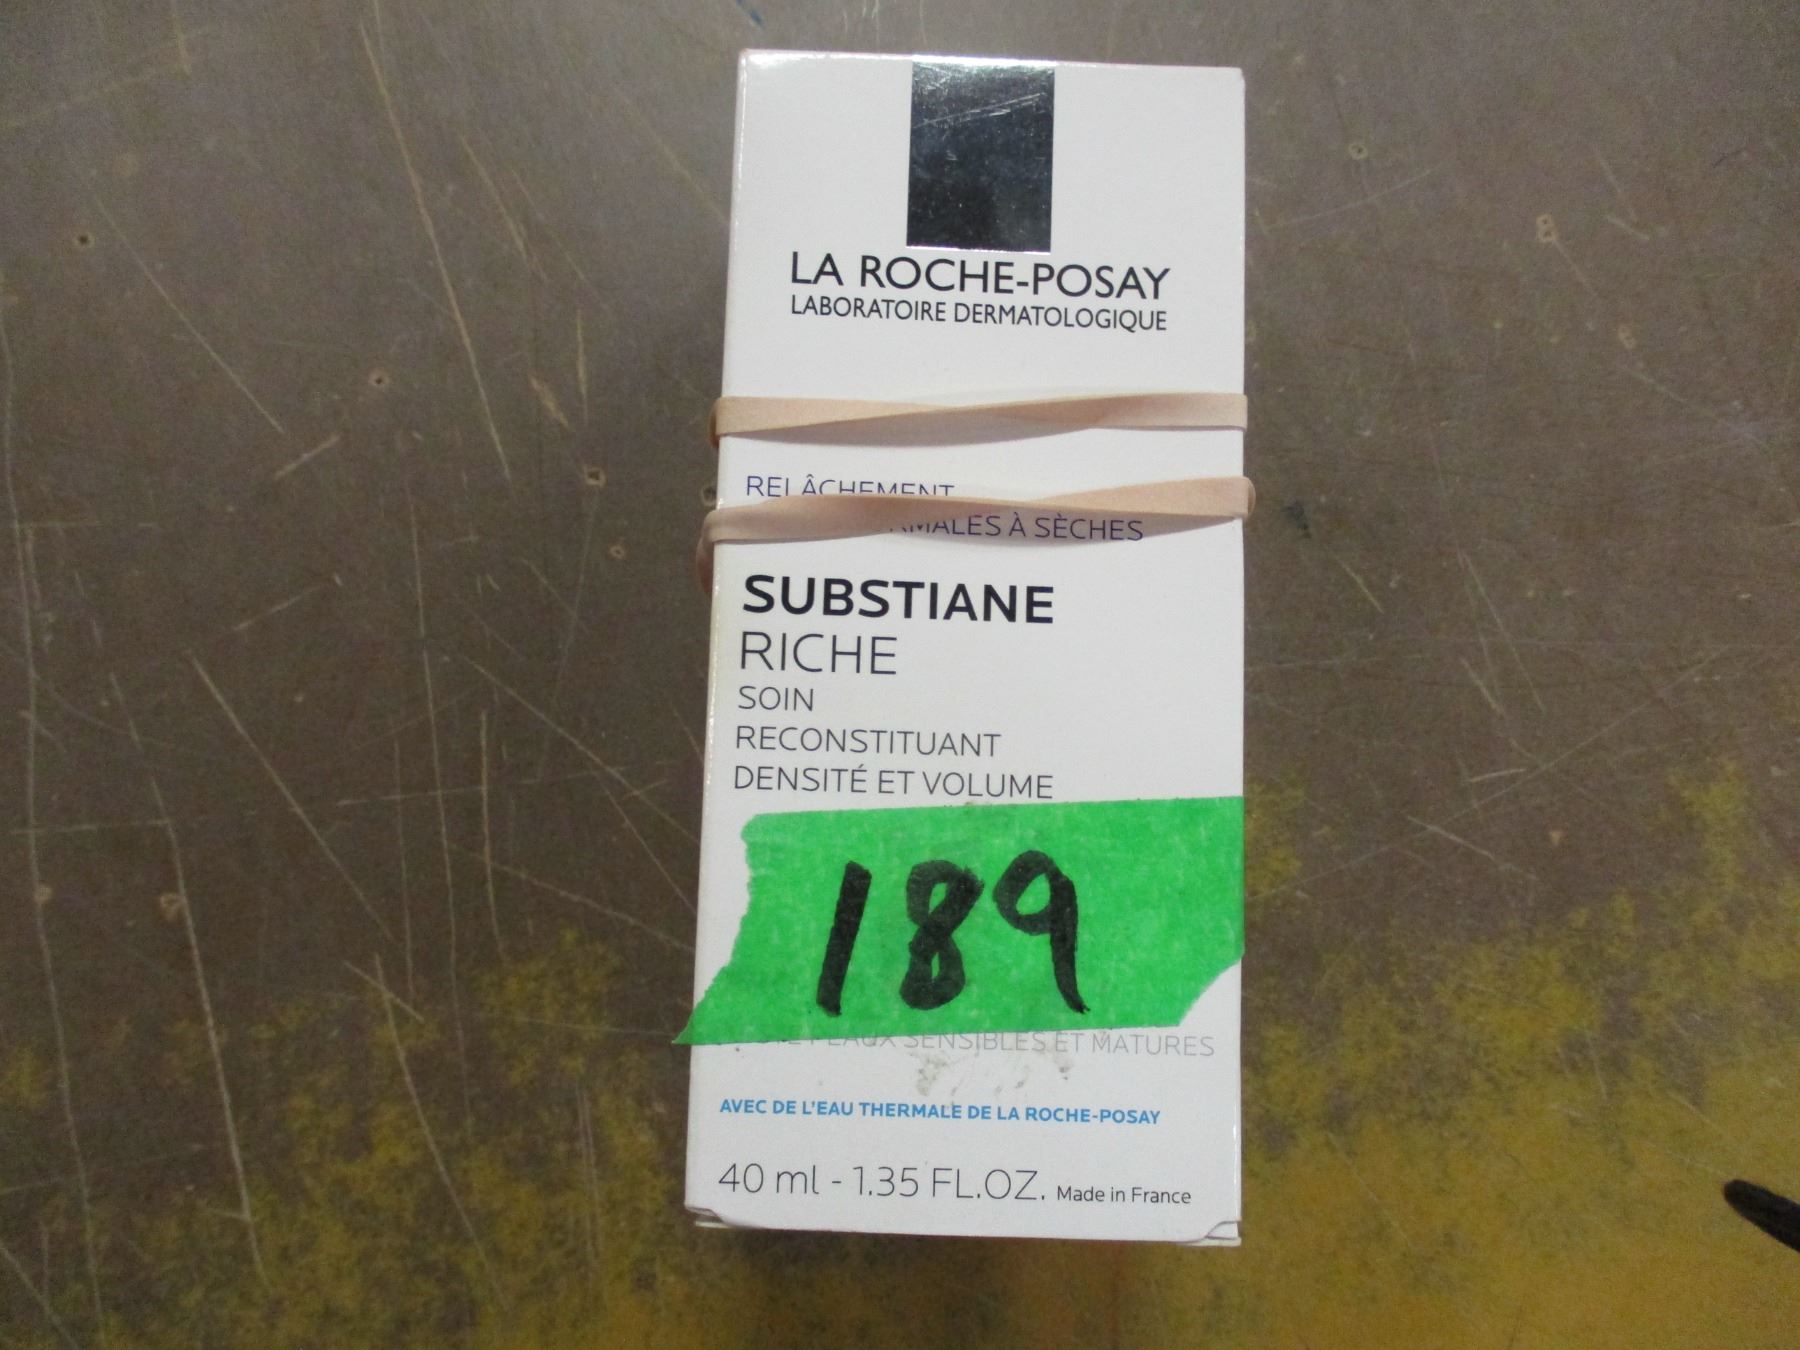 LA ROCHE-POSAY
LABORATOIRE DERMATOLOGIQUE
RELÂCHEMENT
À SÈCHES
SUBSTIANE
RICHE
SOIN
RECONSTITUANT
DENSITÉ ET VOLUME
189
SENSIBLES ET MATURES
AVEC DE L'EAU THERMALE DE LA ROCHE-POSAY
40 ml - 1.35 FL.OZ. Made in France